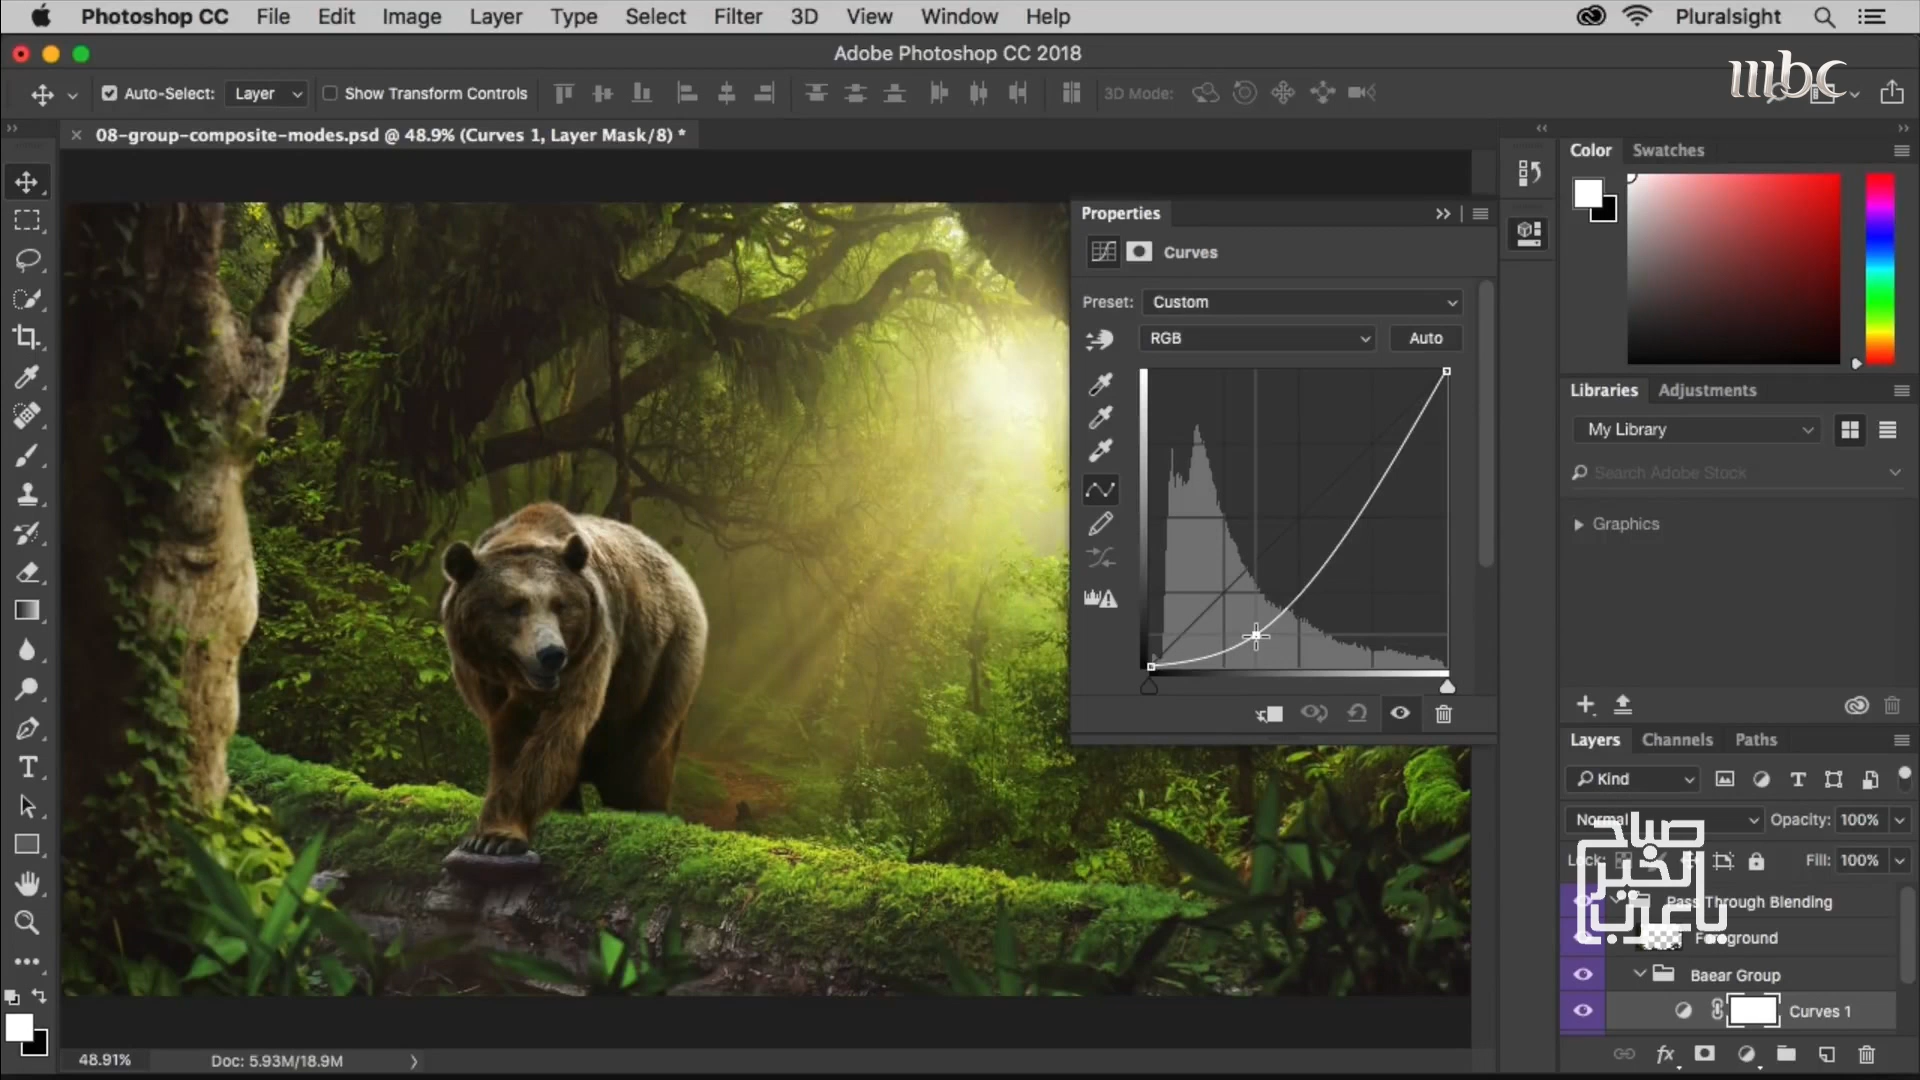 Photoshop CC File Edit Image Layer Type Select Filter 3D View Window Help Pluralsight
Adobe Photoshop CC 2018
mbc
Auto-Select: Layer Show Transform Controls 3D Mode:
08-group-composite-modes.psd @ 48.9% (Curves 1, Layer Mask/8) *
Color Swatches
Properties
Curves
Preset: Custom
RGB Auto
Libraries Adjustments
My Library
Search Adobe Stock
Graphics
Layers Channels Paths
Kind
Normal Opacity: 100%
Lock: Fill: 100%
صباح
الخير
يا عرب
Pass Through Blending
Foreground
Baear Group
Curves 1
fx
48.91% Doc: 5.93M/18.9M